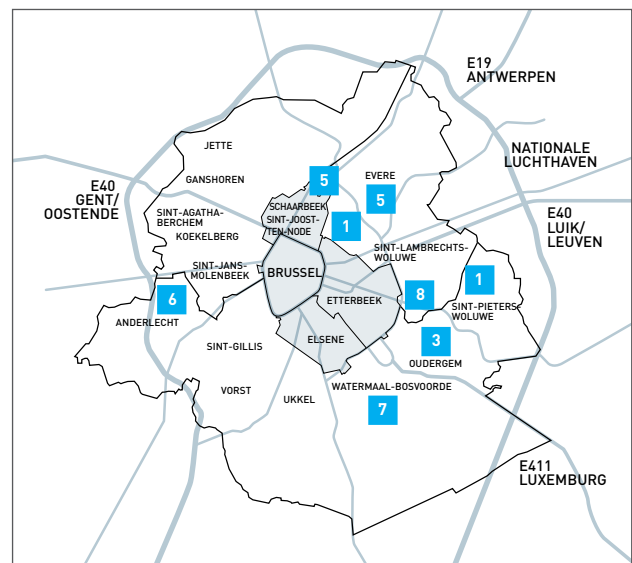 E19
ANTWERPEN
JETTE
NATIONALE
LUCHTHAVEN
GANSHOREN
5
EVERE
E40
GENT/
OOSTENDE
5
SCHAARBEEK
SINT-AGATHA-
BERCHEM
SINT-JOOST-
TEN-NODE
1
E40
LUIK/
LEUVEN
KOEKELBERG
SINT-LAMBRECHTS-
WOLUWE
SINT-JANS-
MOLENBEEK
BRUSSEL
1
6
ETTERBEEK
8
SINT-PIETERS
WOLUWE
ANDERLECHT
ELSENE
3
SINT-GILLIS
OUDERGEM
VORST
UKKEL
WATERMAAL-BOSVOORDE
7
E411
LUXEMBURG